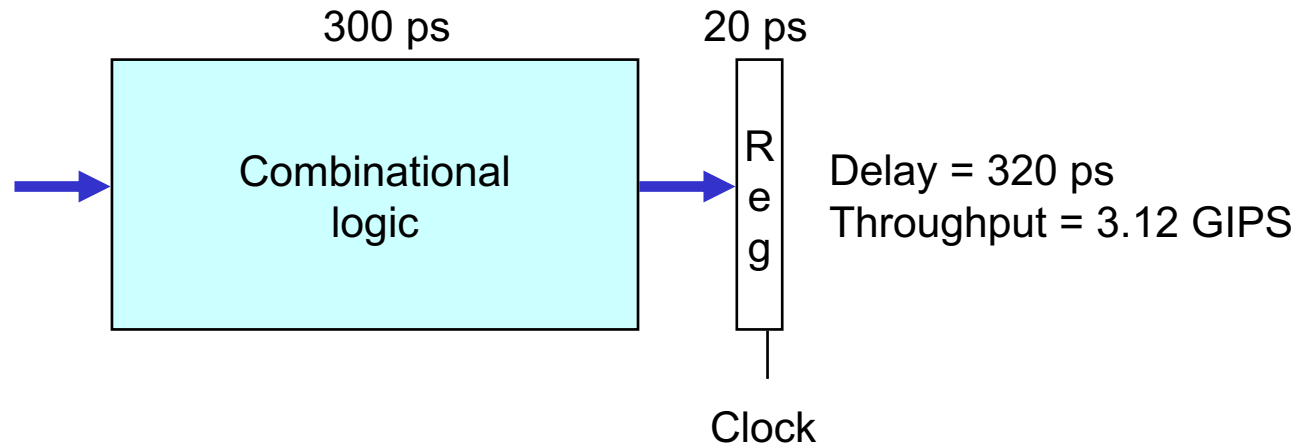 300 ps
20 ps
Combinational
logic
R
e
g
Delay = 320 ps
Throughput = 3.12 GIPS
Clock